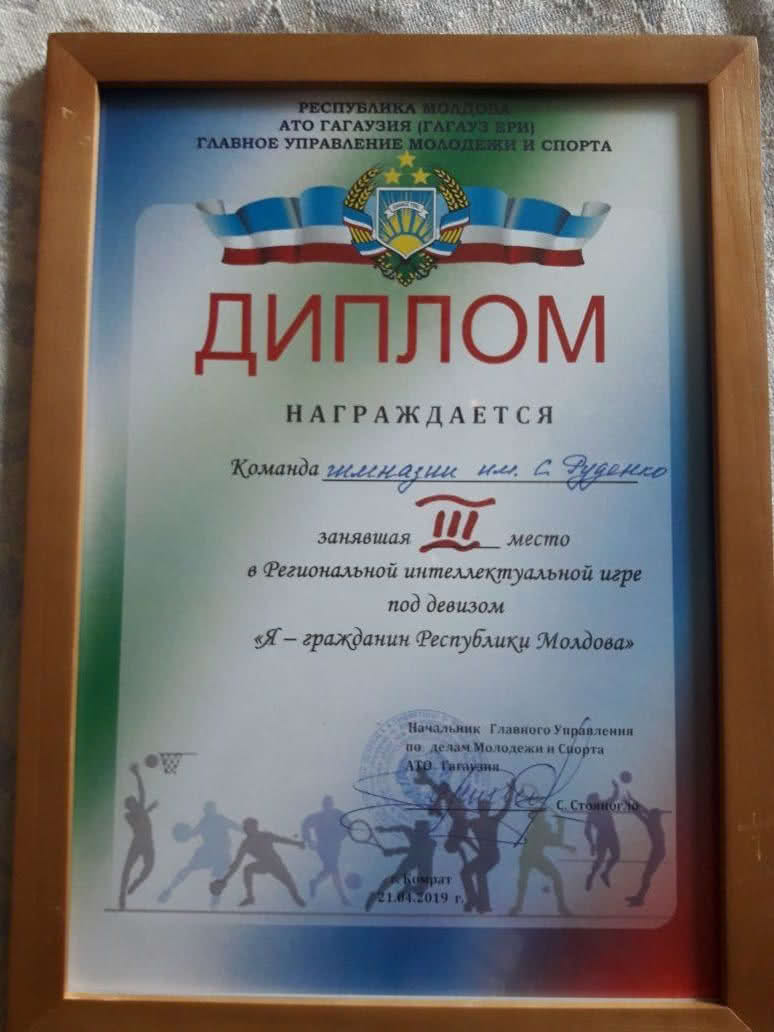 РЕСПУБЛИКА МОЛДОВА
АТО ГАГАУЗИЯ (ГАГАУЗ ЕРИ)
ГЛАВНОЕ УПРАВЛЕНИЕ МОЛОДЕЖИ И СПОРТА
ДИПЛОМ
НАГРАЖДАЕТСЯ
Команда гимназии им. С. Руденко
занявшая III место
в Региональной интеллектуальной игре
под девизом
«Я – гражданин Республики Молдова»
Начальник Главного Управления
по делам Молодежи и Спорта
АТО Гагаузия
С. Стояногло
г. Комрат
21.04.2019 г.